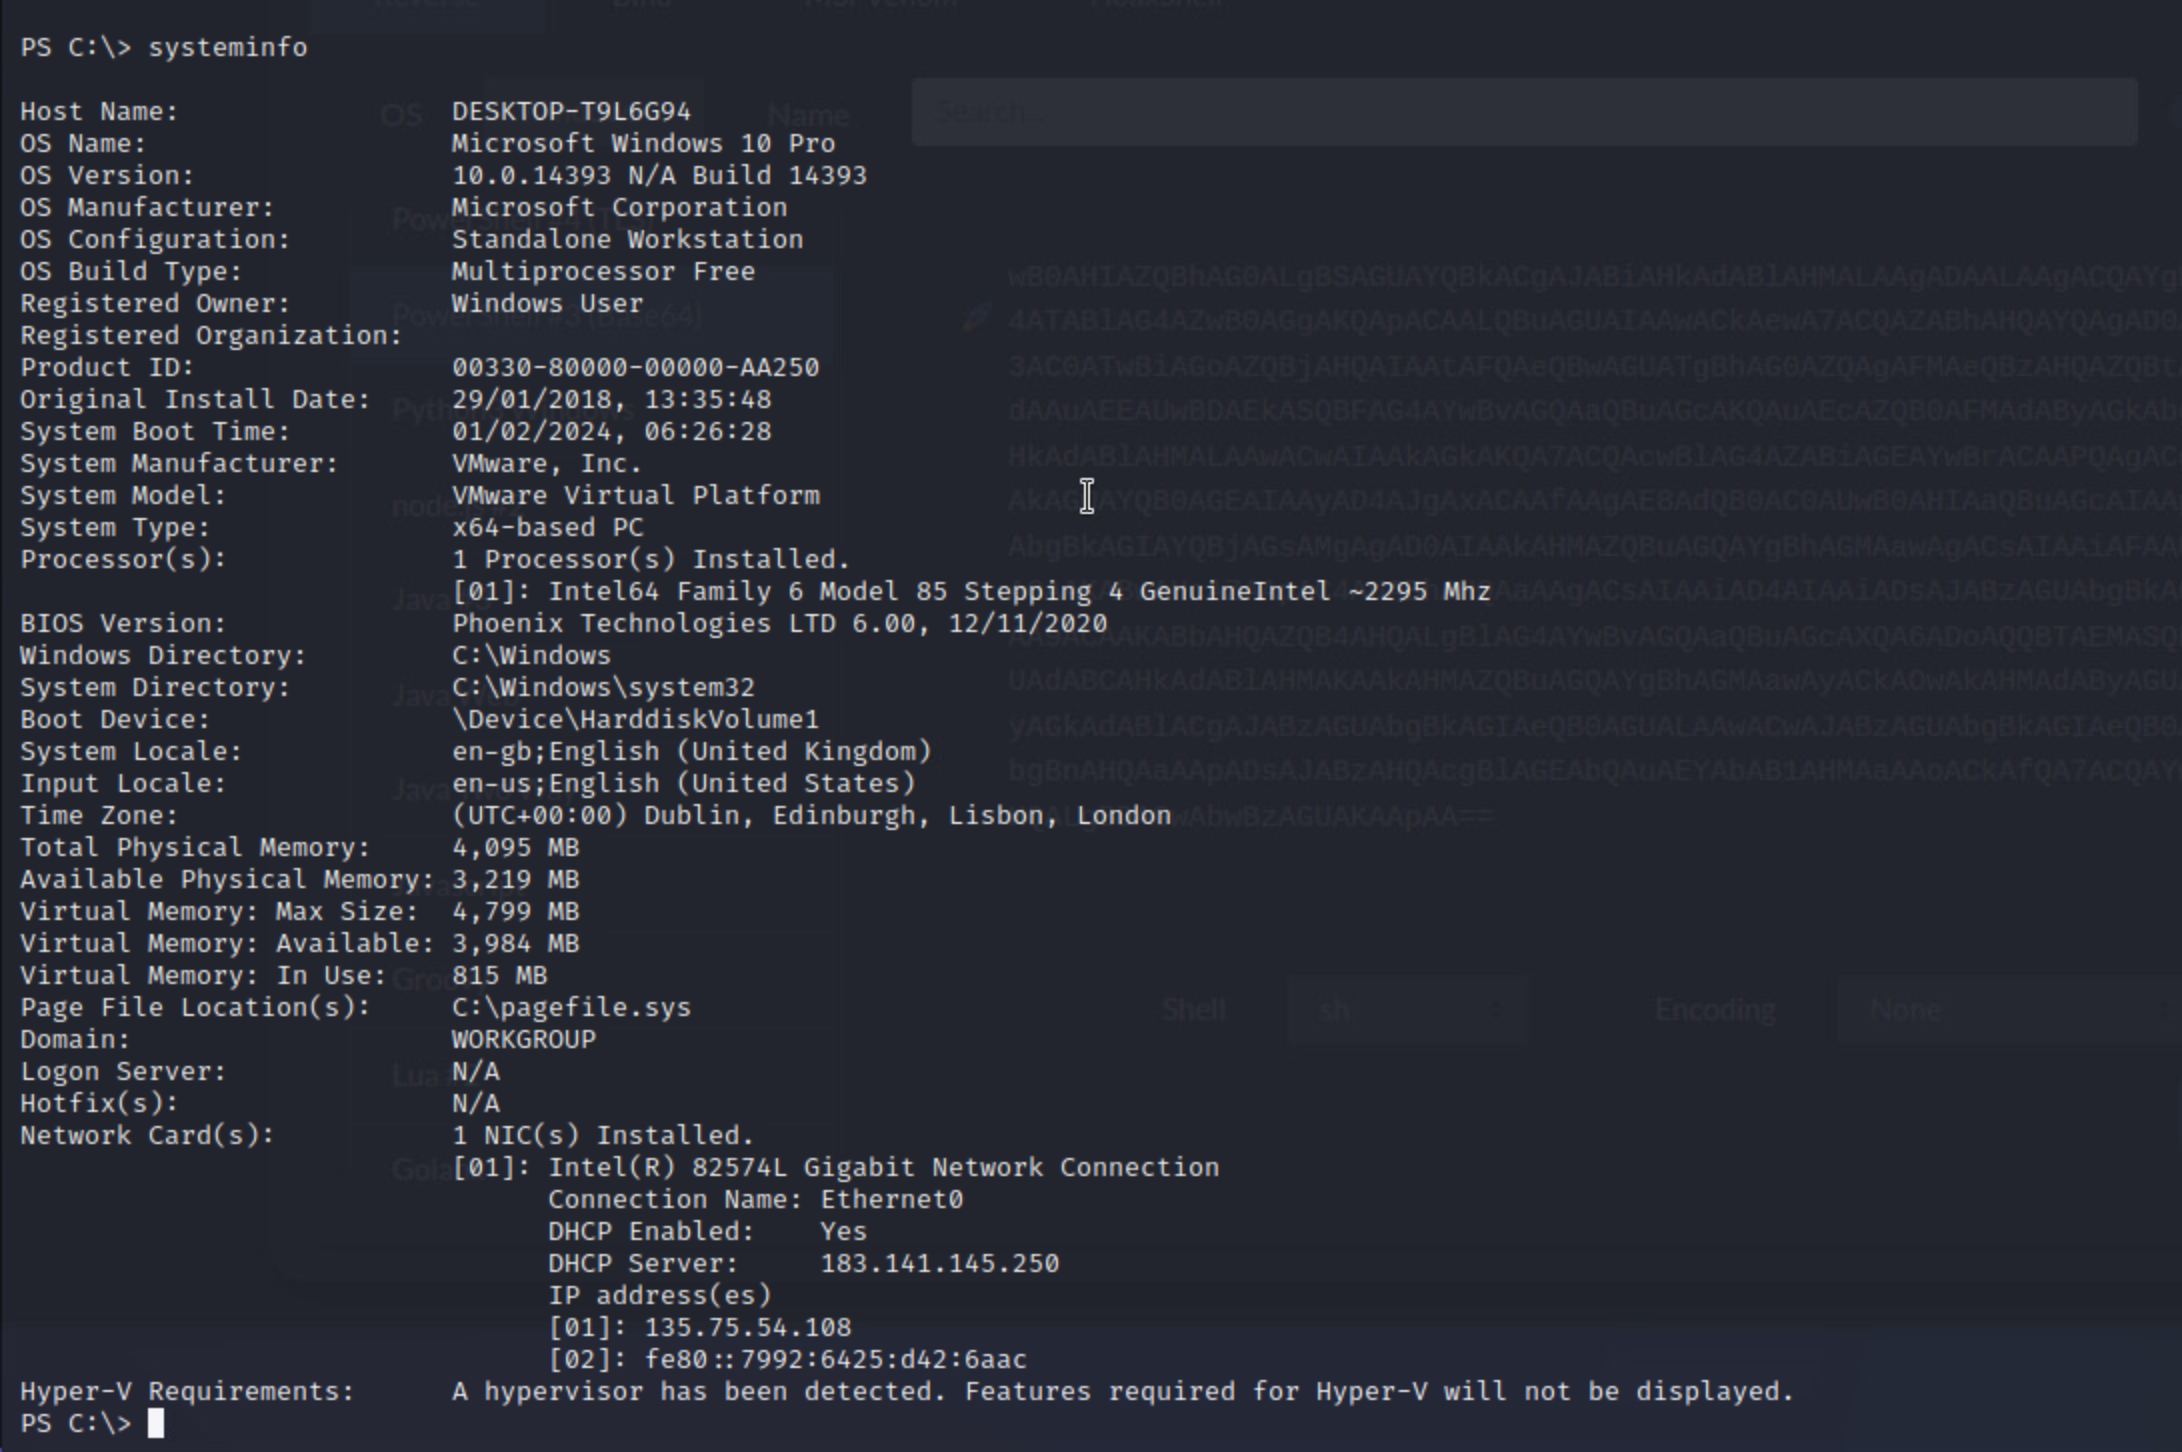 PS C:\> systeminfo
Host Name: DESKTOP-T9L6G94
OS Name: Microsoft Windows 10 Pro
OS Version: 10.0.14393 N/A Build 14393
OS Manufacturer: Microsoft Corporation
OS Configuration: Standalone Workstation
OS Build Type: Multiprocessor Free
Registered Owner: Windows User
Registered Organization:
Product ID: 00330-80000-00000-AA250
Original Install Date: 29/01/2018, 13:35:48
System Boot Time: 01/02/2024, 06:26:28
System Manufacturer: VMware, Inc.
System Model: VMware Virtual Platform
System Type: x64-based PC
Processor(s): 1 Processor(s) Installed.
[01]: Intel64 Family 6 Model 85 Stepping 4 GenuineIntel ~2295 Mhz
BIOS Version: Phoenix Technologies LTD 6.00, 12/11/2020
Windows Directory: C:\Windows
System Directory: C:\Windows\system32
Boot Device: \Device\HarddiskVolume1
System Locale: en-gb;English (United Kingdom)
Input Locale: en-us;English (United States)
Time Zone: (UTC+00:00) Dublin, Edinburgh, Lisbon, London
Total Physical Memory: 4,095 MB
Available Physical Memory: 3,219 MB
Virtual Memory: Max Size: 4,799 MB
Virtual Memory: Available: 3,984 MB
Virtual Memory: In Use: 815 MB
Page File Location(s): C:\pagefile.sys
Domain: WORKGROUP
Logon Server: N/A
Hotfix(s): N/A
Network Card(s): 1 NIC(s) Installed.
[01]: Intel(R) 82574L Gigabit Network Connection
Connection Name: Ethernet0
DHCP Enabled: Yes
DHCP Server: 183.141.145.250
IP address(es)
[01]: 135.75.54.108
[02]: fe80::7992:6425:d42:6aac
Hyper-V Requirements: A hypervisor has been detected. Features required for Hyper-V will not be displayed.
PS C:\>
OS
Name
Search...
Shell
sh
Encoding
None